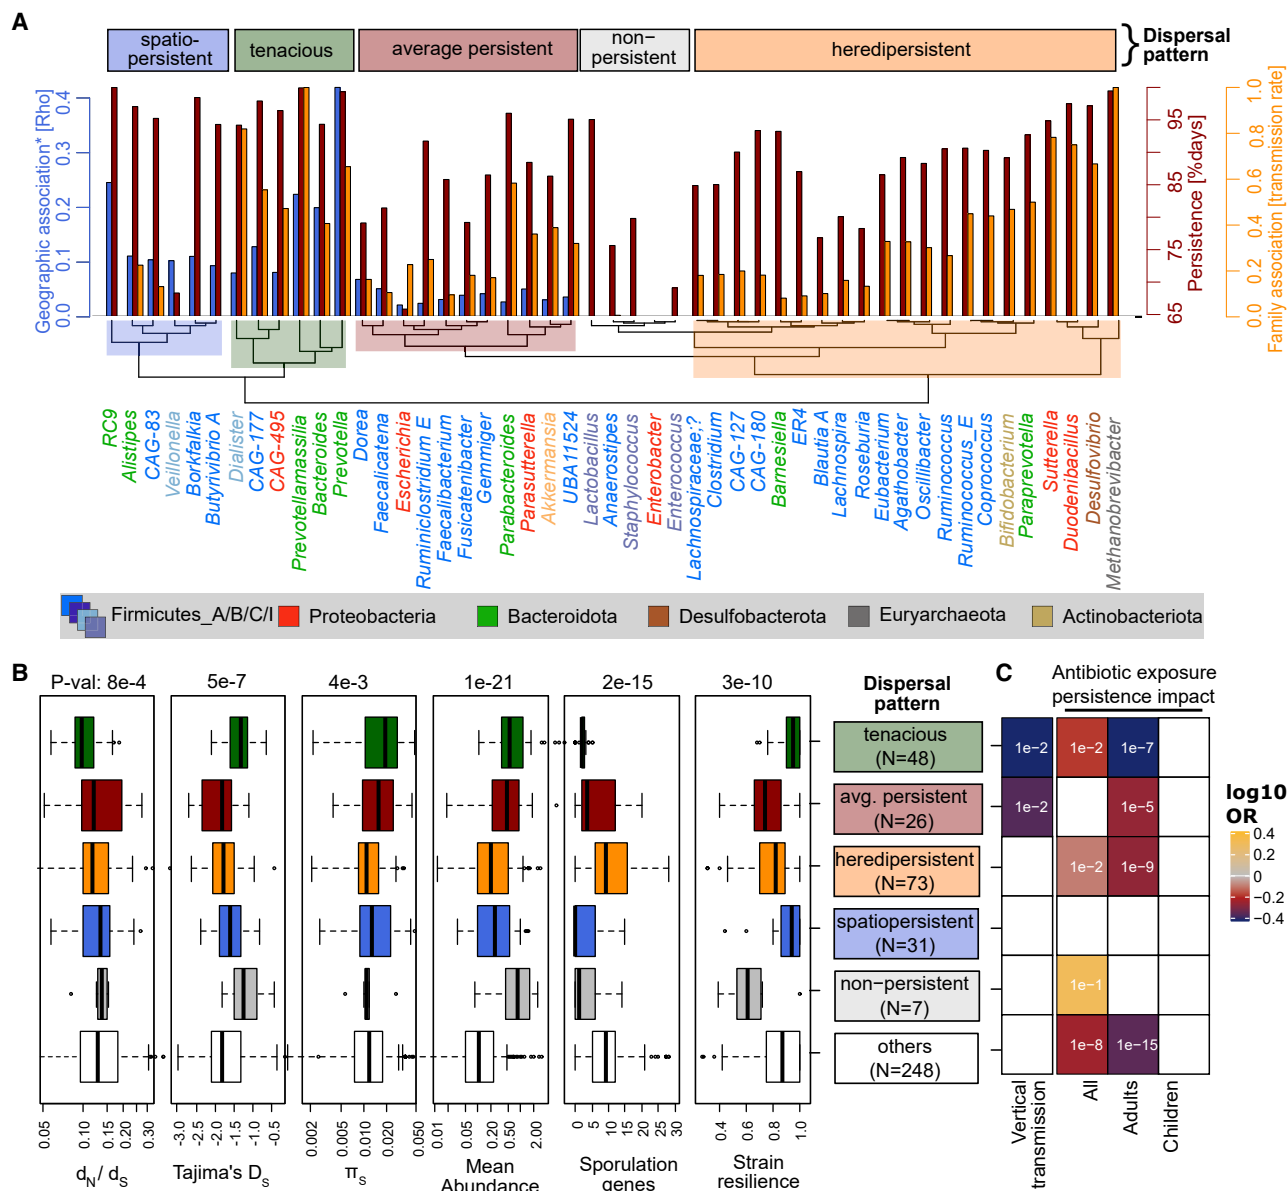 A
spatio-
persistent
tenacious
average persistent
non-
persistent
heredipersistent
} Dispersal
pattern
Geographic association* [Rho]
0.0 0.1 0.2 0.3 0.4
65 75 85 95
Persistence [%days]
0.0 0.2 0.4 0.6 0.8 1.0
Family association [transmission rate]
RC9
Alistipes
CAG-83
Veillonella
Borkfalkia
Butyrivibrio A
Dialister
CAG-177
CAG-495
Prevotellamassilia
Bacteroides
Prevotella
Dorea
Faecalicatena
Escherichia
Ruminiclostridium E
Faecalibacterium
Fusicatenibacter
Gemmiger
Parabacteroides
Parasutterella
Akkermansia
UBA11524
Lactobacillus
Anaerostipes
Staphylococcus
Enterobacter
Enterococcus
Lachnospiraceae;?
Clostridium
CAG-127
CAG-180
Barnesiella
ER4
Blautia A
Lachnospira
Roseburia
Eubacterium
Agathobacter
Oscillibacter
Ruminococcus
Ruminococcus_E
Coprococcus
Bifidobacterium
Paraprevotella
Sutterella
Duodenibacillus
Desulfovibrio
Methanobrevibacter
Firmicutes_A/B/C/I
Proteobacteria
Bacteroidota
Desulfobacterota
Euryarchaeota
Actinobacteriota
B
P-val: 8e-4
5e-7
4e-3
1e-21
2e-15
3e-10
Dispersal
pattern
tenacious
(N=48)
avg. persistent
(N=26)
heredipersistent
(N=73)
spatiopersistent
(N=31)
non-persistent
(N=7)
others
(N=248)
0.05 0.10 0.15 0.20 0.30
dN/ dS
-3.0 -2.5 -2.0 -1.5 -1.0 -0.5
Tajima's DS
0.002 0.005 0.010 0.020 0.050
πS
0.01 0.05 0.20 0.50 2.00
Mean
Abundance
0 5 10 15 20 25 30
Sporulation
genes
0.4 0.6 0.8 1.0
Strain
resilience
C
Antibiotic exposure
persistence impact
1e-2 1e-2 1e-7
1e-2 1e-5
1e-2 1e-9
1e-1
1e-8 1e-15
Vertical
transmission
All
Adults
Children
log10
OR
0.4
0.2
0
-0.2
-0.4